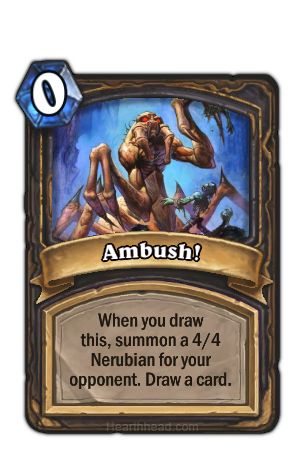 0
Ambush!
When you draw
this, summon a 4/4
Nerubian for your
opponent. Draw a card.
Hearthhead.com